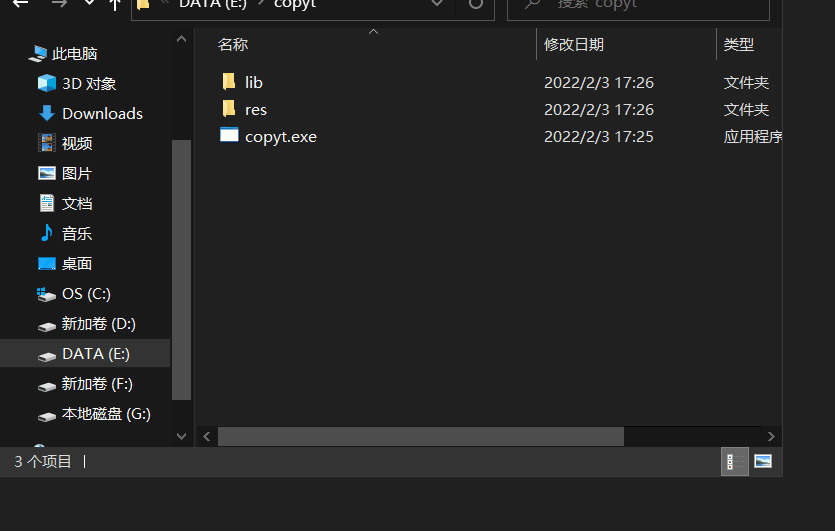 DATA (E:) copyt 搜索 copyt
名称 修改日期 类型
lib 2022/2/3 17:26 文件夹
res 2022/2/3 17:26 文件夹
copyt.exe 2022/2/3 17:25 应用程序
此电脑
3D 对象
Downloads
视频
图片
文档
音乐
桌面
OS (C:)
新加卷 (D:)
DATA (E:)
新加卷 (F:)
本地磁盘 (G:)
3 个项目